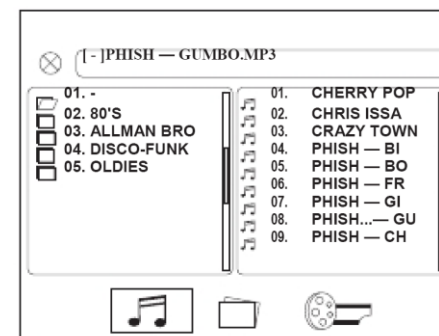 [ - ]PHISH — GUMBO.MP3
01. -
02. 80'S
03. ALLMAN BRO
04. DISCO-FUNK
05. OLDIES
01. CHERRY POP
02. CHRIS ISSA
03. CRAZY TOWN
04. PHISH — BI
05. PHISH — BO
06. PHISH — FR
07. PHISH — GI
08. PHISH...— GU
09. PHISH — CH